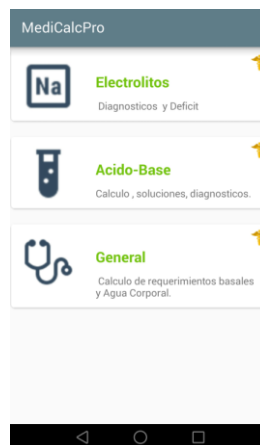 MediCalcPro
Na
Electrolitos
Diagnosticos y Deficit
Acido-Base
Calculo , soluciones, diagnosticos.
General
Calculo de requerimientos basales
y Agua Corporal.